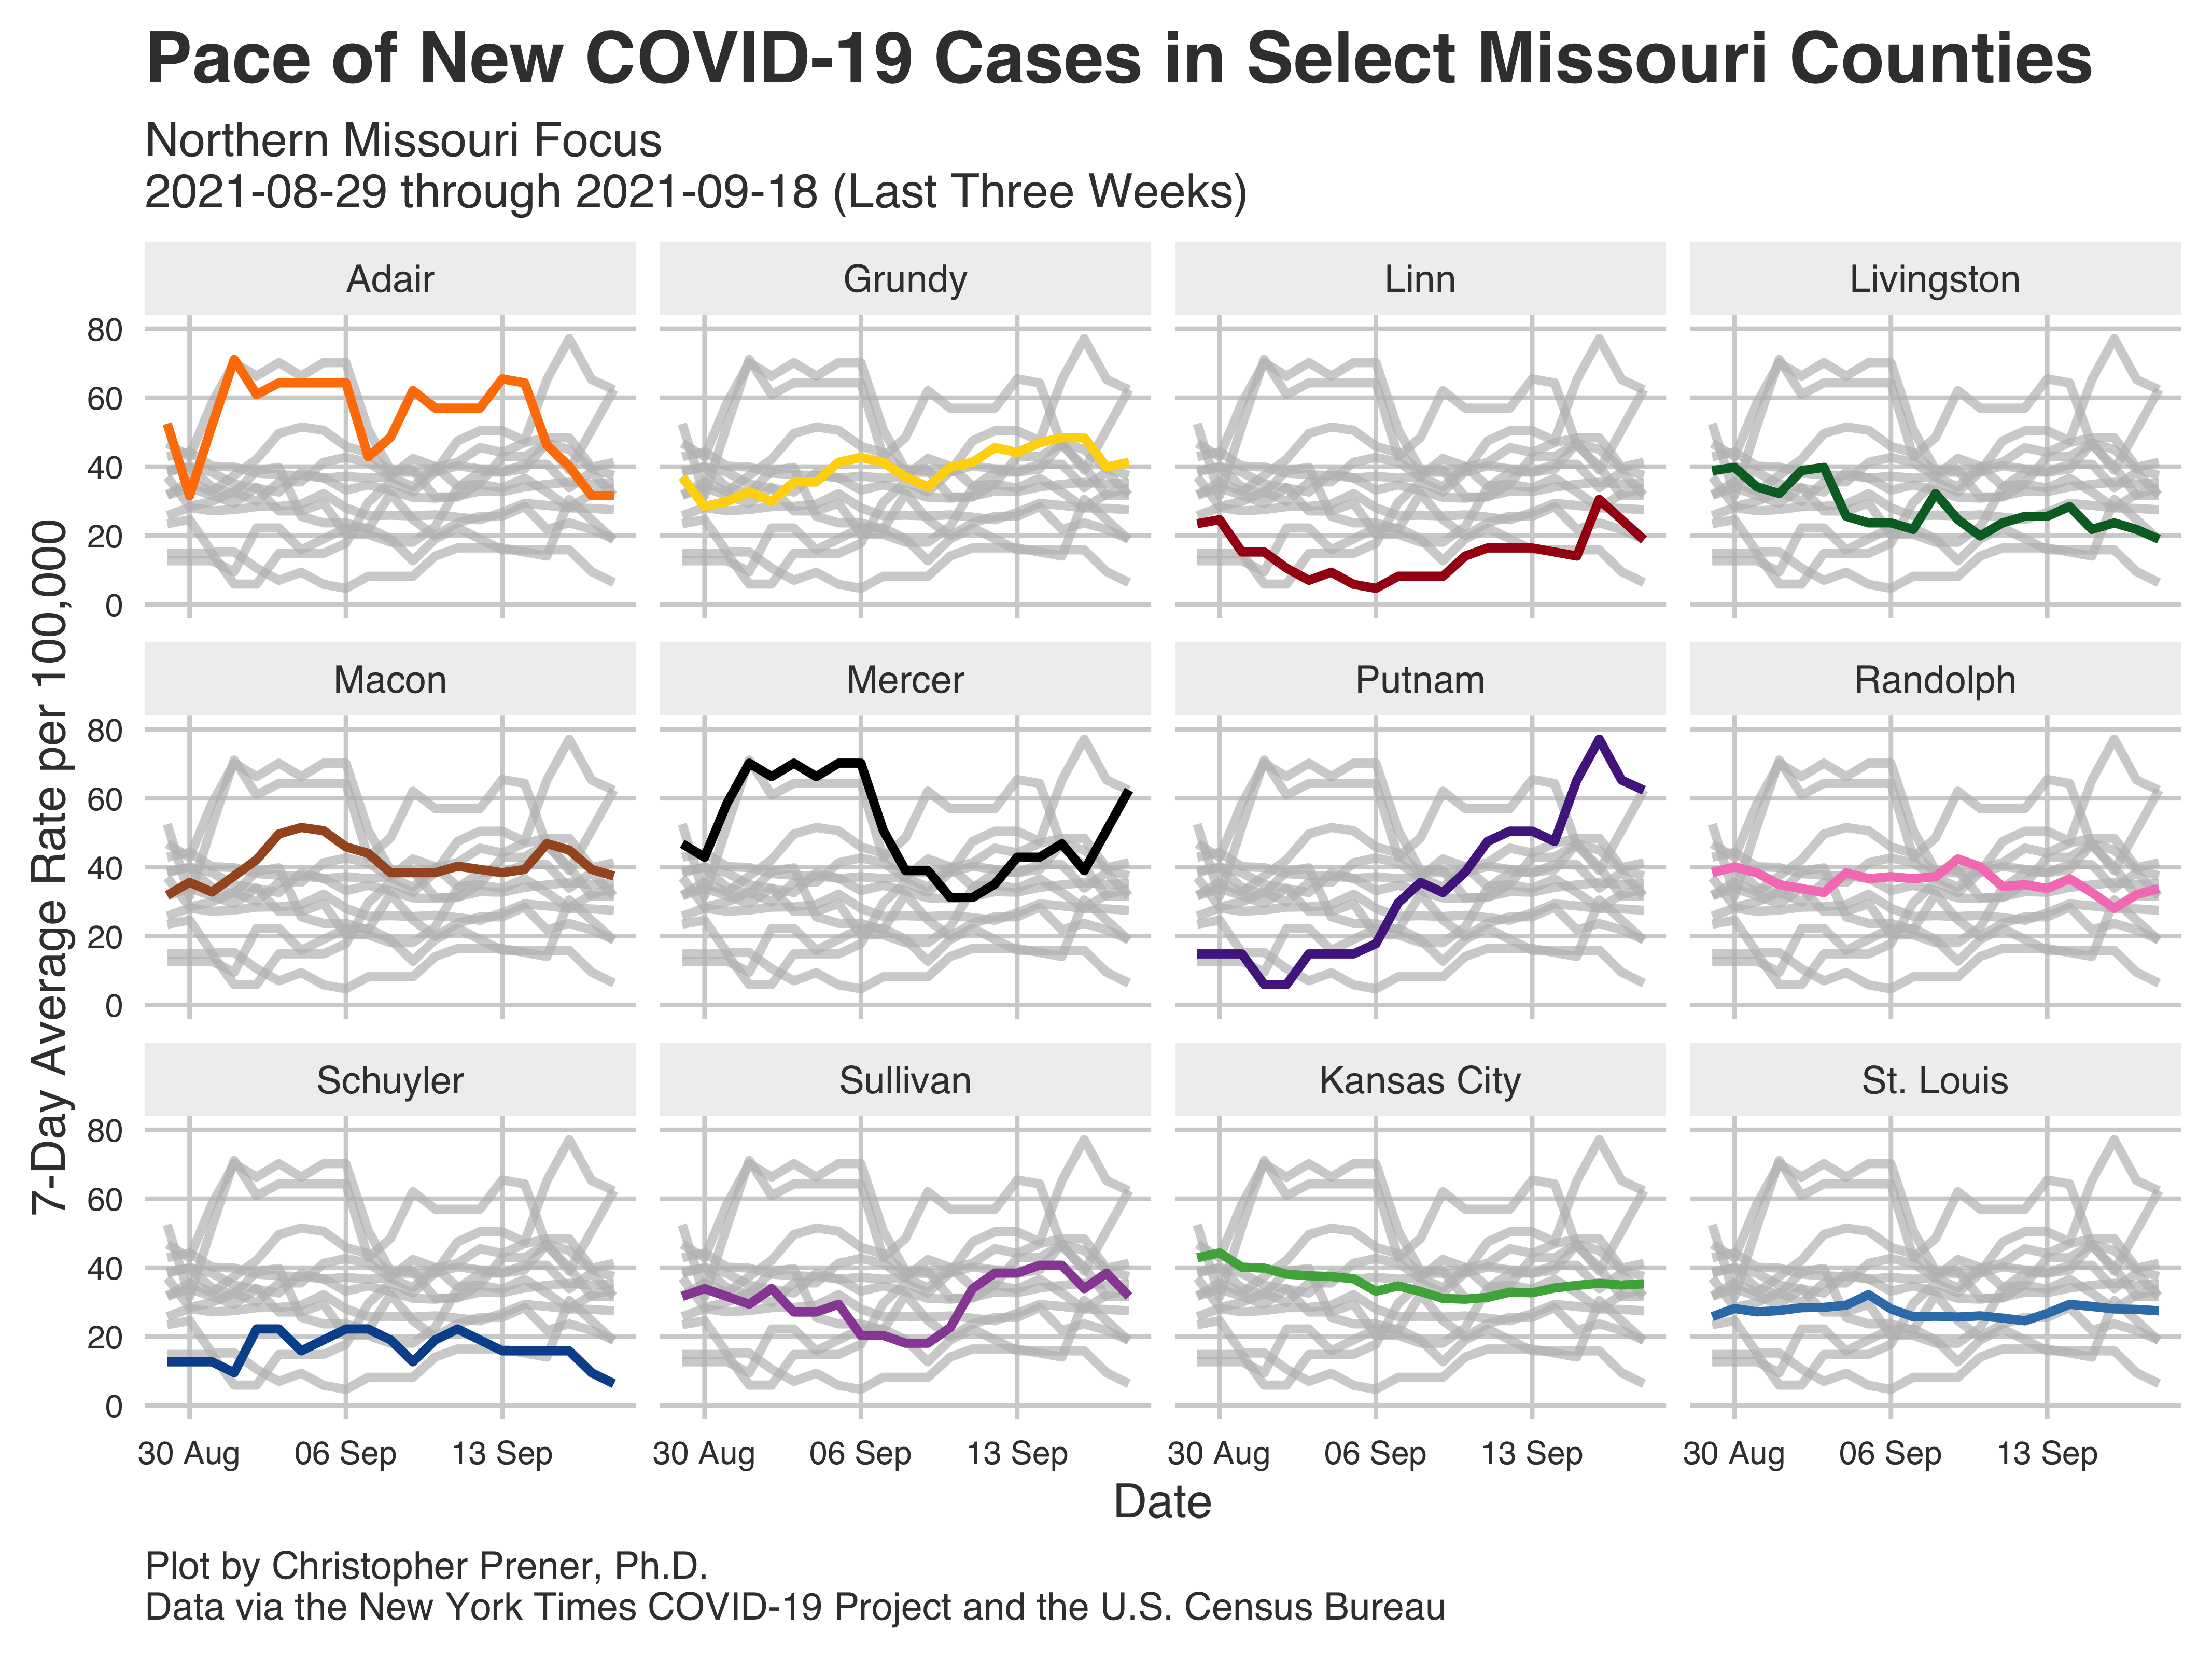 Pace of New COVID-19 Cases in Select Missouri Counties
Northern Missouri Focus
2021-08-29 through 2021-09-18 (Last Three Weeks)
Adair
Grundy
Linn
Livingston
80
60
40
20
0
Macon
Mercer
Putnam
Randolph
80
60
40
20
0
Schuyler
Sullivan
Kansas City
St. Louis
80
60
40
20
0
7-Day Average Rate per 100,000
30 Aug 06 Sep 13 Sep
30 Aug 06 Sep 13 Sep
30 Aug 06 Sep 13 Sep
30 Aug 06 Sep 13 Sep
Date
Plot by Christopher Prener, Ph.D.
Data via the New York Times COVID-19 Project and the U.S. Census Bureau